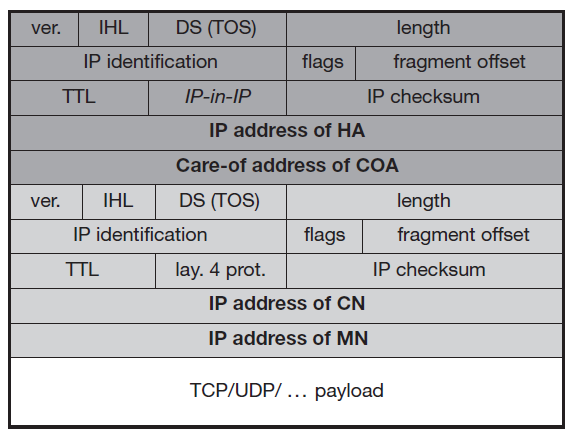 ver. IHL DS (TOS) length
IP identification flags fragment offset
TTL IP-in-IP IP checksum
IP address of HA
Care-of address of COA
ver. IHL DS (TOS) length
IP identification flags fragment offset
TTL lay. 4 prot. IP checksum
IP address of CN
IP address of MN
TCP/UDP/ … payload